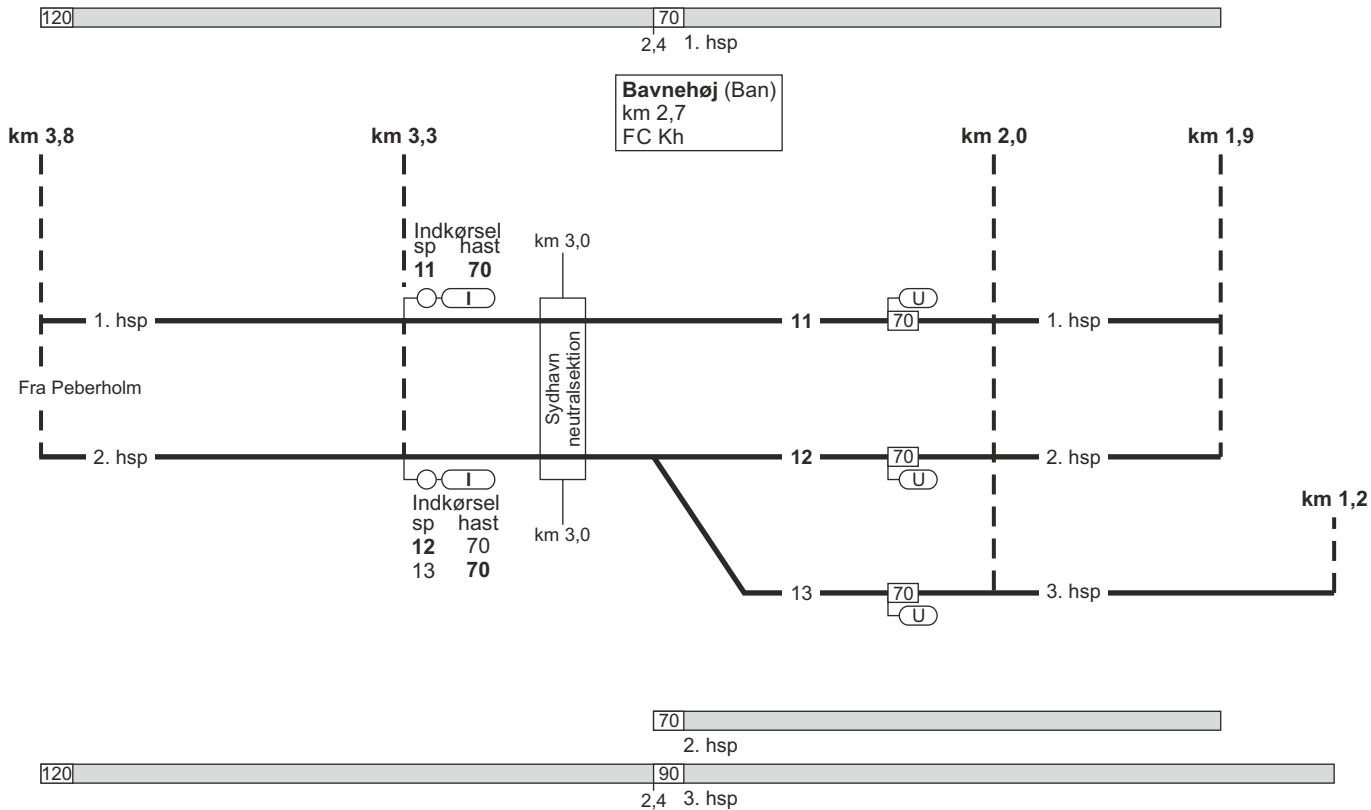 120
70
2,4
1. hsp
Bavnehøj (Ban)
km 2,7
FC Kh
km 3,8
km 3,3
km 2,0
km 1,9
Indkørsel
sp hast
11 70
I
km 3,0
U
1. hsp
11
70
1. hsp
Fra Peberholm
Sydhavn
neutralsektion
2. hsp
12
70
2. hsp
I
U
Indkørsel
sp hast
12 70
13 70
km 3,0
km 1,2
13
70
3. hsp
U
70
2. hsp
120
90
2,4
3. hsp